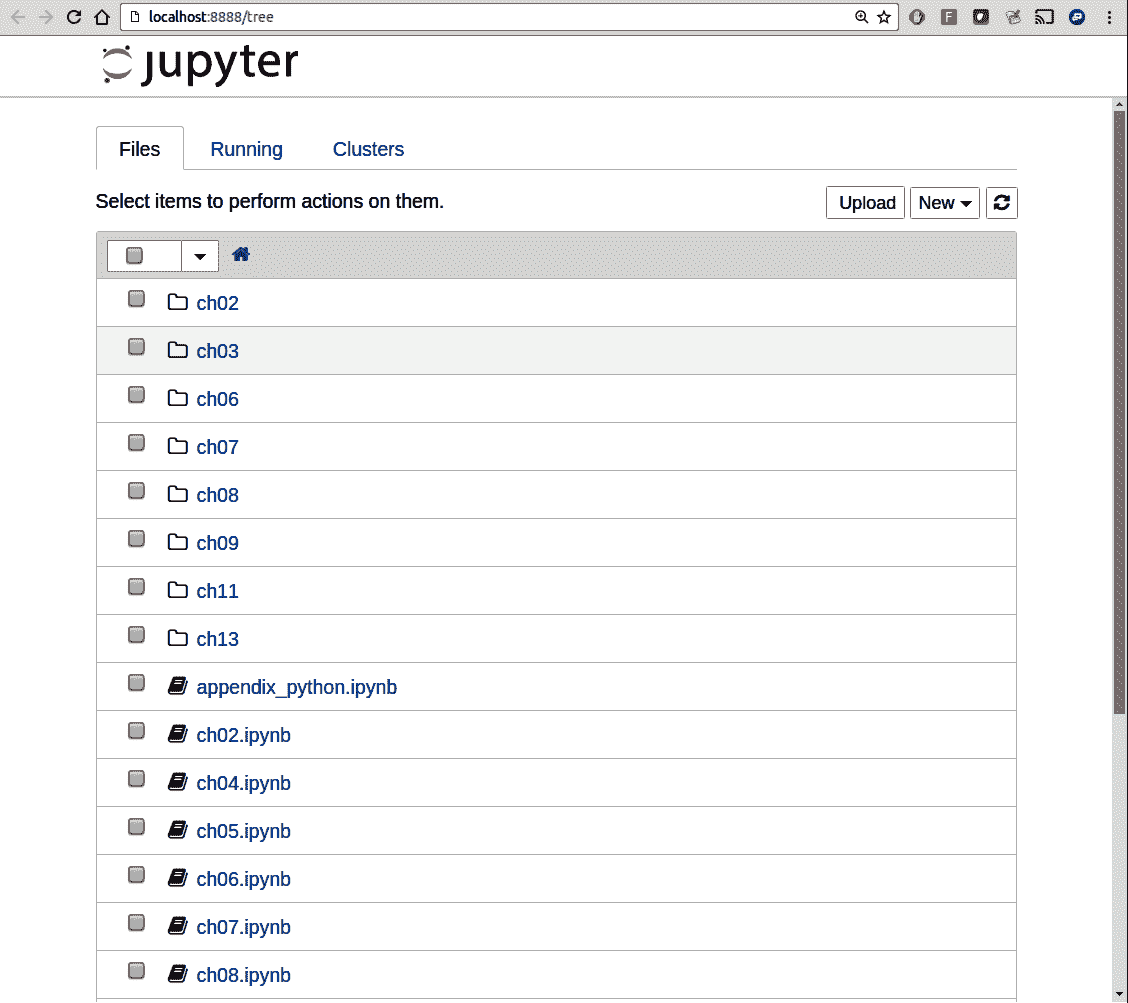 localhost:8888/tree
F
jupyter
Files Running Clusters
Select items to perform actions on them. Upload New
ch02
ch03
ch06
ch07
ch08
ch09
ch11
ch13
appendix_python.ipynb
ch02.ipynb
ch04.ipynb
ch05.ipynb
ch06.ipynb
ch07.ipynb
ch08.ipynb